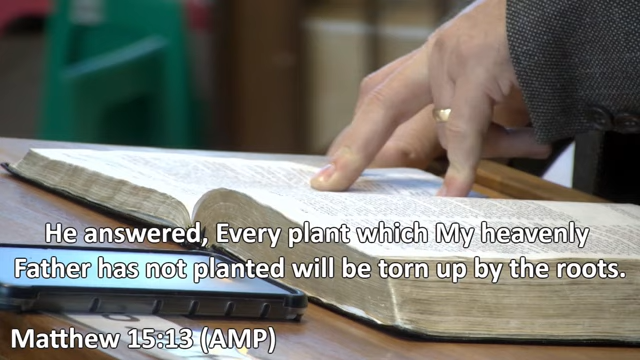 He answered, Every plant which My heavenly
Father has not planted will be torn up by the roots.
Matthew 15:13 (AMP)